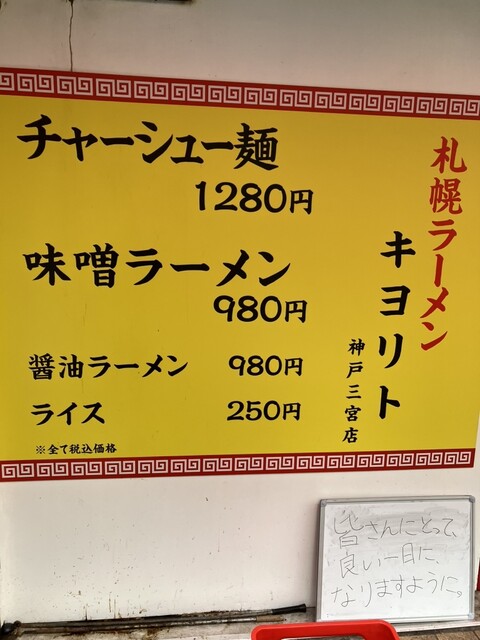 札幌ラーメン
キヨリト
神戸三宮店
チャーシュー麺
1280円
味噌ラーメン
980円
醤油ラーメン 980円
ライス 250円
※全て税込価格
皆さんにとって、
良い一日に
なりますように。